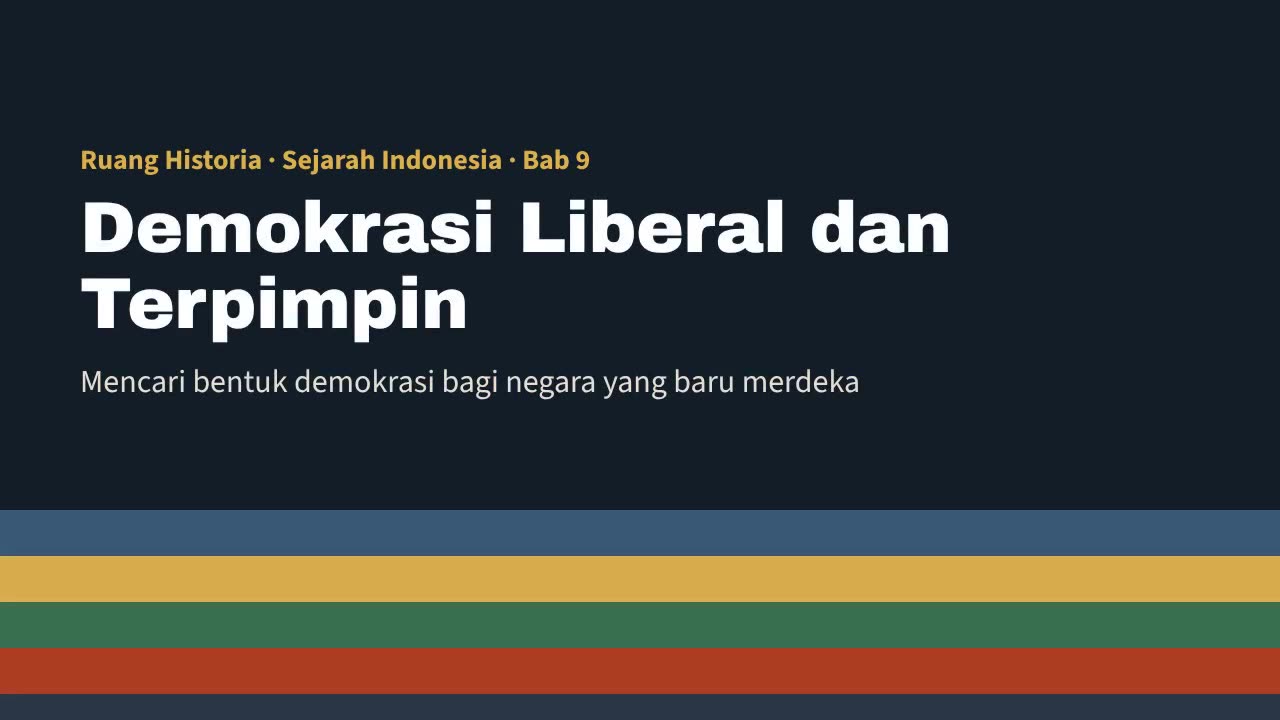 Ruang Historia · Sejarah Indonesia · Bab 9
Demokrasi Liberal dan
Terpimpin
Mencari bentuk demokrasi bagi negara yang baru merdeka